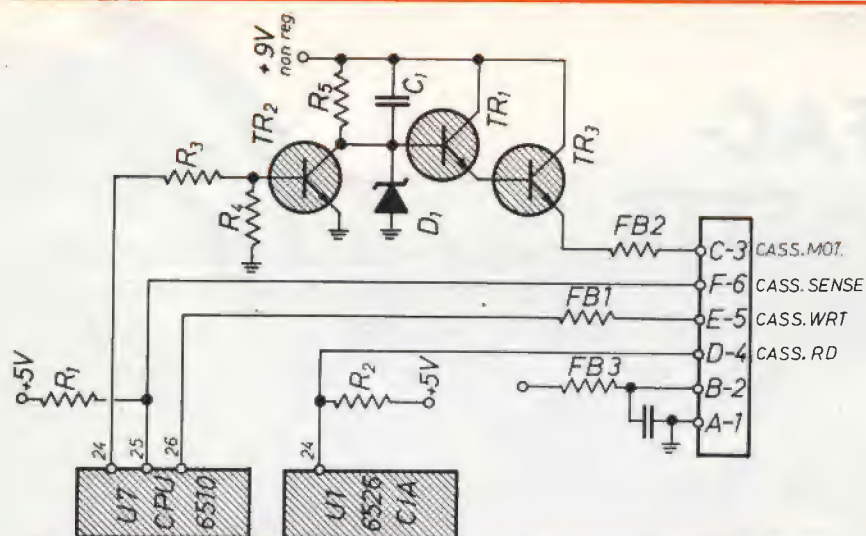 +9V
non reg.
R5
C1
TR2
TR1
R3
TR3
R4
D1
FB2
C-3 CASS.MOT.
F-6 CASS.SENSE
FB1
E-5 CASS.WRT
D-4 CASS.RD
+5V
R1
R2
+5V
FB3
B-2
A-1
24
25
26
24
U7
CPU
6510
U1
6526
CIA